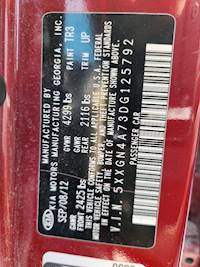 MANUFACTURED BY
KIA MOTORS MANUFACTURING GEORGIA, INC.
SEP/08/12
PAINT TR3
TRIM UP
GVWR 4299 lbs
GAWR
FRONT 2425 lbs
GAWR
REAR 2116 lbs
THIS VEHICLE CONFORMS TO ALL APPLICABLE U.S. FEDERAL
MOTOR VEHICLE SAFETY, BUMPER, AND THEFT PREVENTION STANDARDS
IN EFFECT ON THE DATE OF MANUFACTURE SHOWN ABOVE.
V.I.N. 5XXGN4A73DG125792
PASSENGER CAR